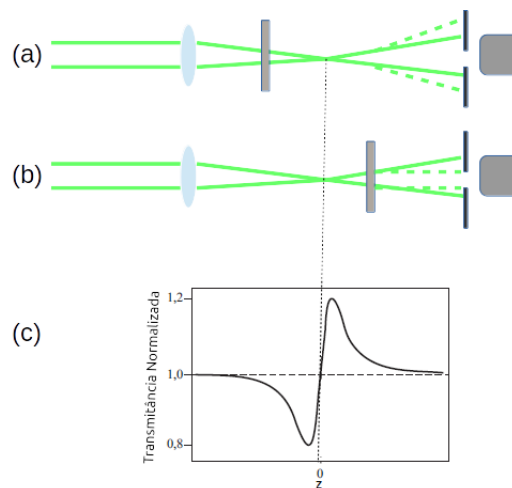 (a)
(b)
(c)
Transmitância Normalizada
1,2
1,0
0,8
0
z